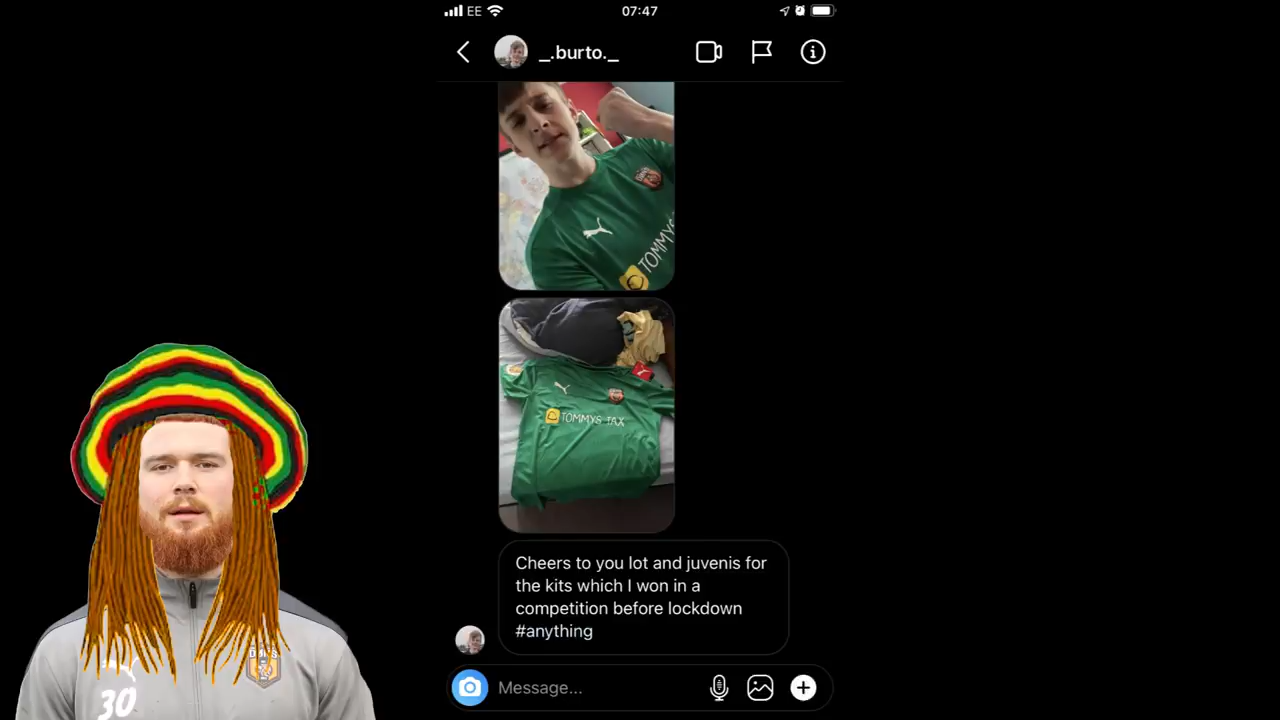 EE
07:47
_.burto._
TOMMYS
TOMMYS TAX
Cheers to you lot and juvenis for
the kits which I won in a
competition before lockdown
#anything
Message...
30